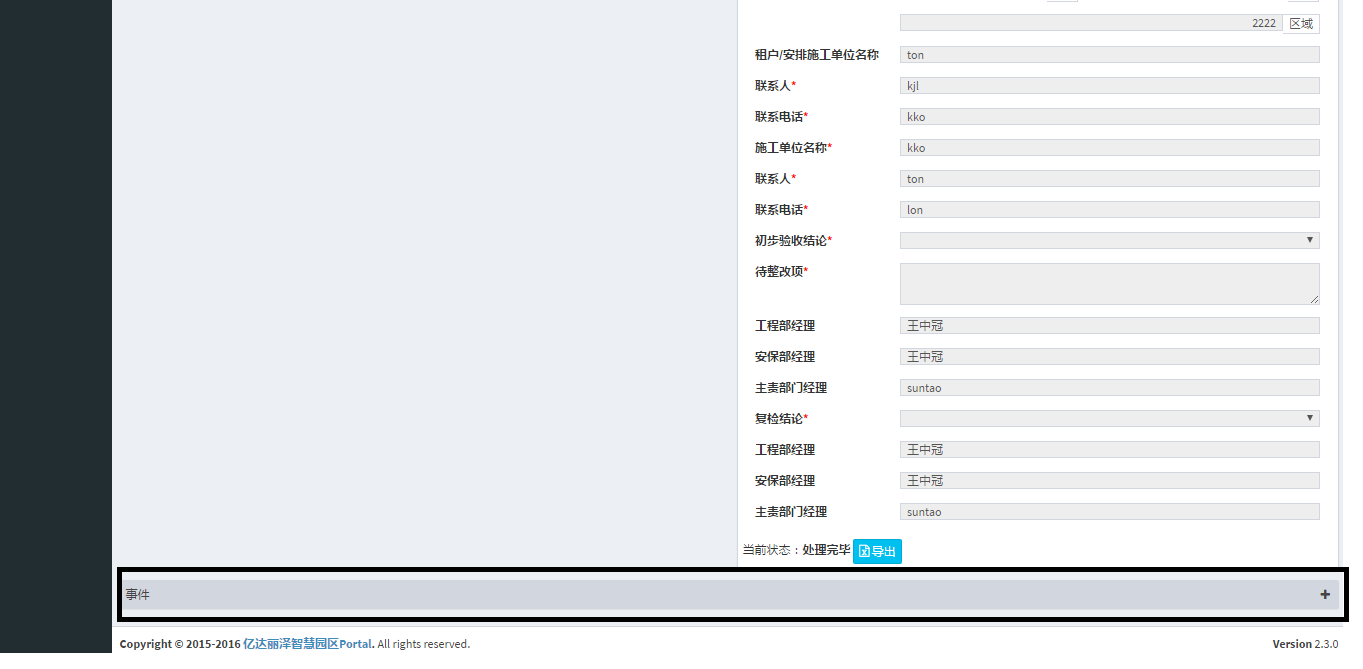 2222 区域
租户/安排施工单位名称 ton
联系人* kjl
联系电话* kko
施工单位名称* kko
联系人* ton
联系电话* lon
初步验收结论*
待整改项*
工程部经理 王中冠
安保部经理 王中冠
主责部门经理 suntao
复检结论*
工程部经理 王中冠
安保部经理 王中冠
主责部门经理 suntao
当前状态：处理完毕 导出
事件
Copyright © 2015-2016 亿达丽泽智慧园区Portal. All rights reserved. Version 2.3.0